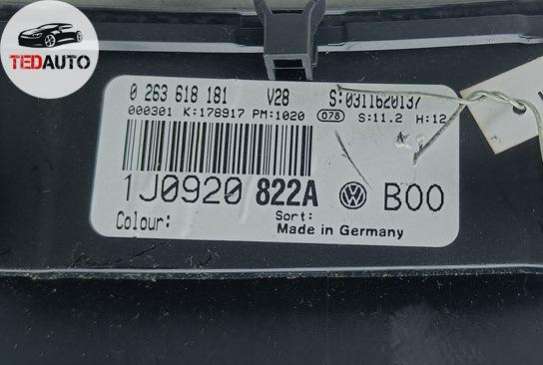 TEDAUTO
0 263 618 181 V28 S:0311620137
000301 K:178917 PM:1020 078 S:11.2 H:12
1J0920 822A VW B00
Colour: Sort:
Made in Germany